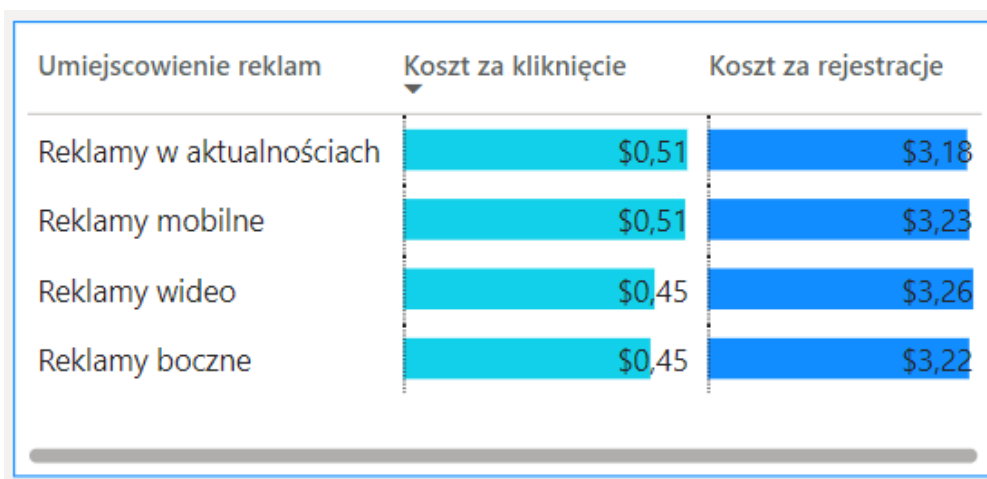 Umiejscowienie reklam Koszt za kliknięcie Koszt za rejestracje
Reklamy w aktualnościach $0,51 $3,18
Reklamy mobilne $0,51 $3,23
Reklamy wideo $0,45 $3,26
Reklamy boczne $0,45 $3,22